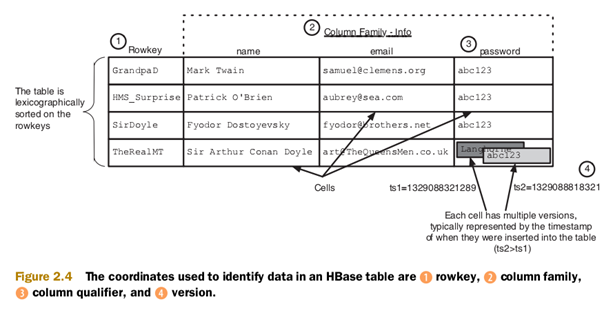 2 Column Family - Info
1 3
Rowkey name email password
GrandpaD Mark Twain samuel@clemens.org abc123
HMS_Surprise Patrick O'Brien aubrey@sea.com abc123
SirDoyle Fyodor Dostoyevsky fyodor@brothers.net abc123
TheRealMT Sir Arthur Conan Doyle art@TheQueensMen.co.uk Langhorne
abc123
The table is
lexicographically
sorted on the
rowkeys
Cells
4
ts1=1329088321289 ts2=1329088818321
Each cell has multiple versions,
typically represented by the timestamp
of when they were inserted into the table
(ts2>ts1)
Figure 2.4 The coordinates used to identify data in an HBase table are 1 rowkey, 2 column family,
3 column qualifier, and 4 version.